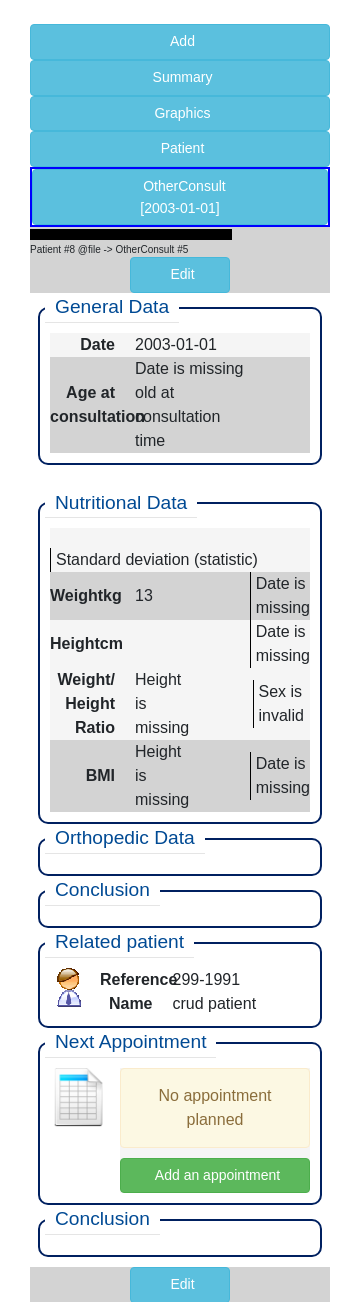 Add
Summary
Graphics
Patient
OtherConsult
[2003-01-01]
Patient #8 @file -> OtherConsult #5
Edit
General Data
Date 2003-01-01
Age at consultation Date is missing
old at
consultation
time
Nutritional Data
Standard deviation (statistic)
Weightkg 13 Date is
missing
Heightcm Date is
missing
Weight/ Height
Height is Sex is
Ratio missing invalid
BMI Height
is Date is
missing missing
Orthopedic Data
Conclusion
Related patient
Reference 299-1991
Name crud patient
Next Appointment
No appointment
planned
Add an appointment
Conclusion
Edit